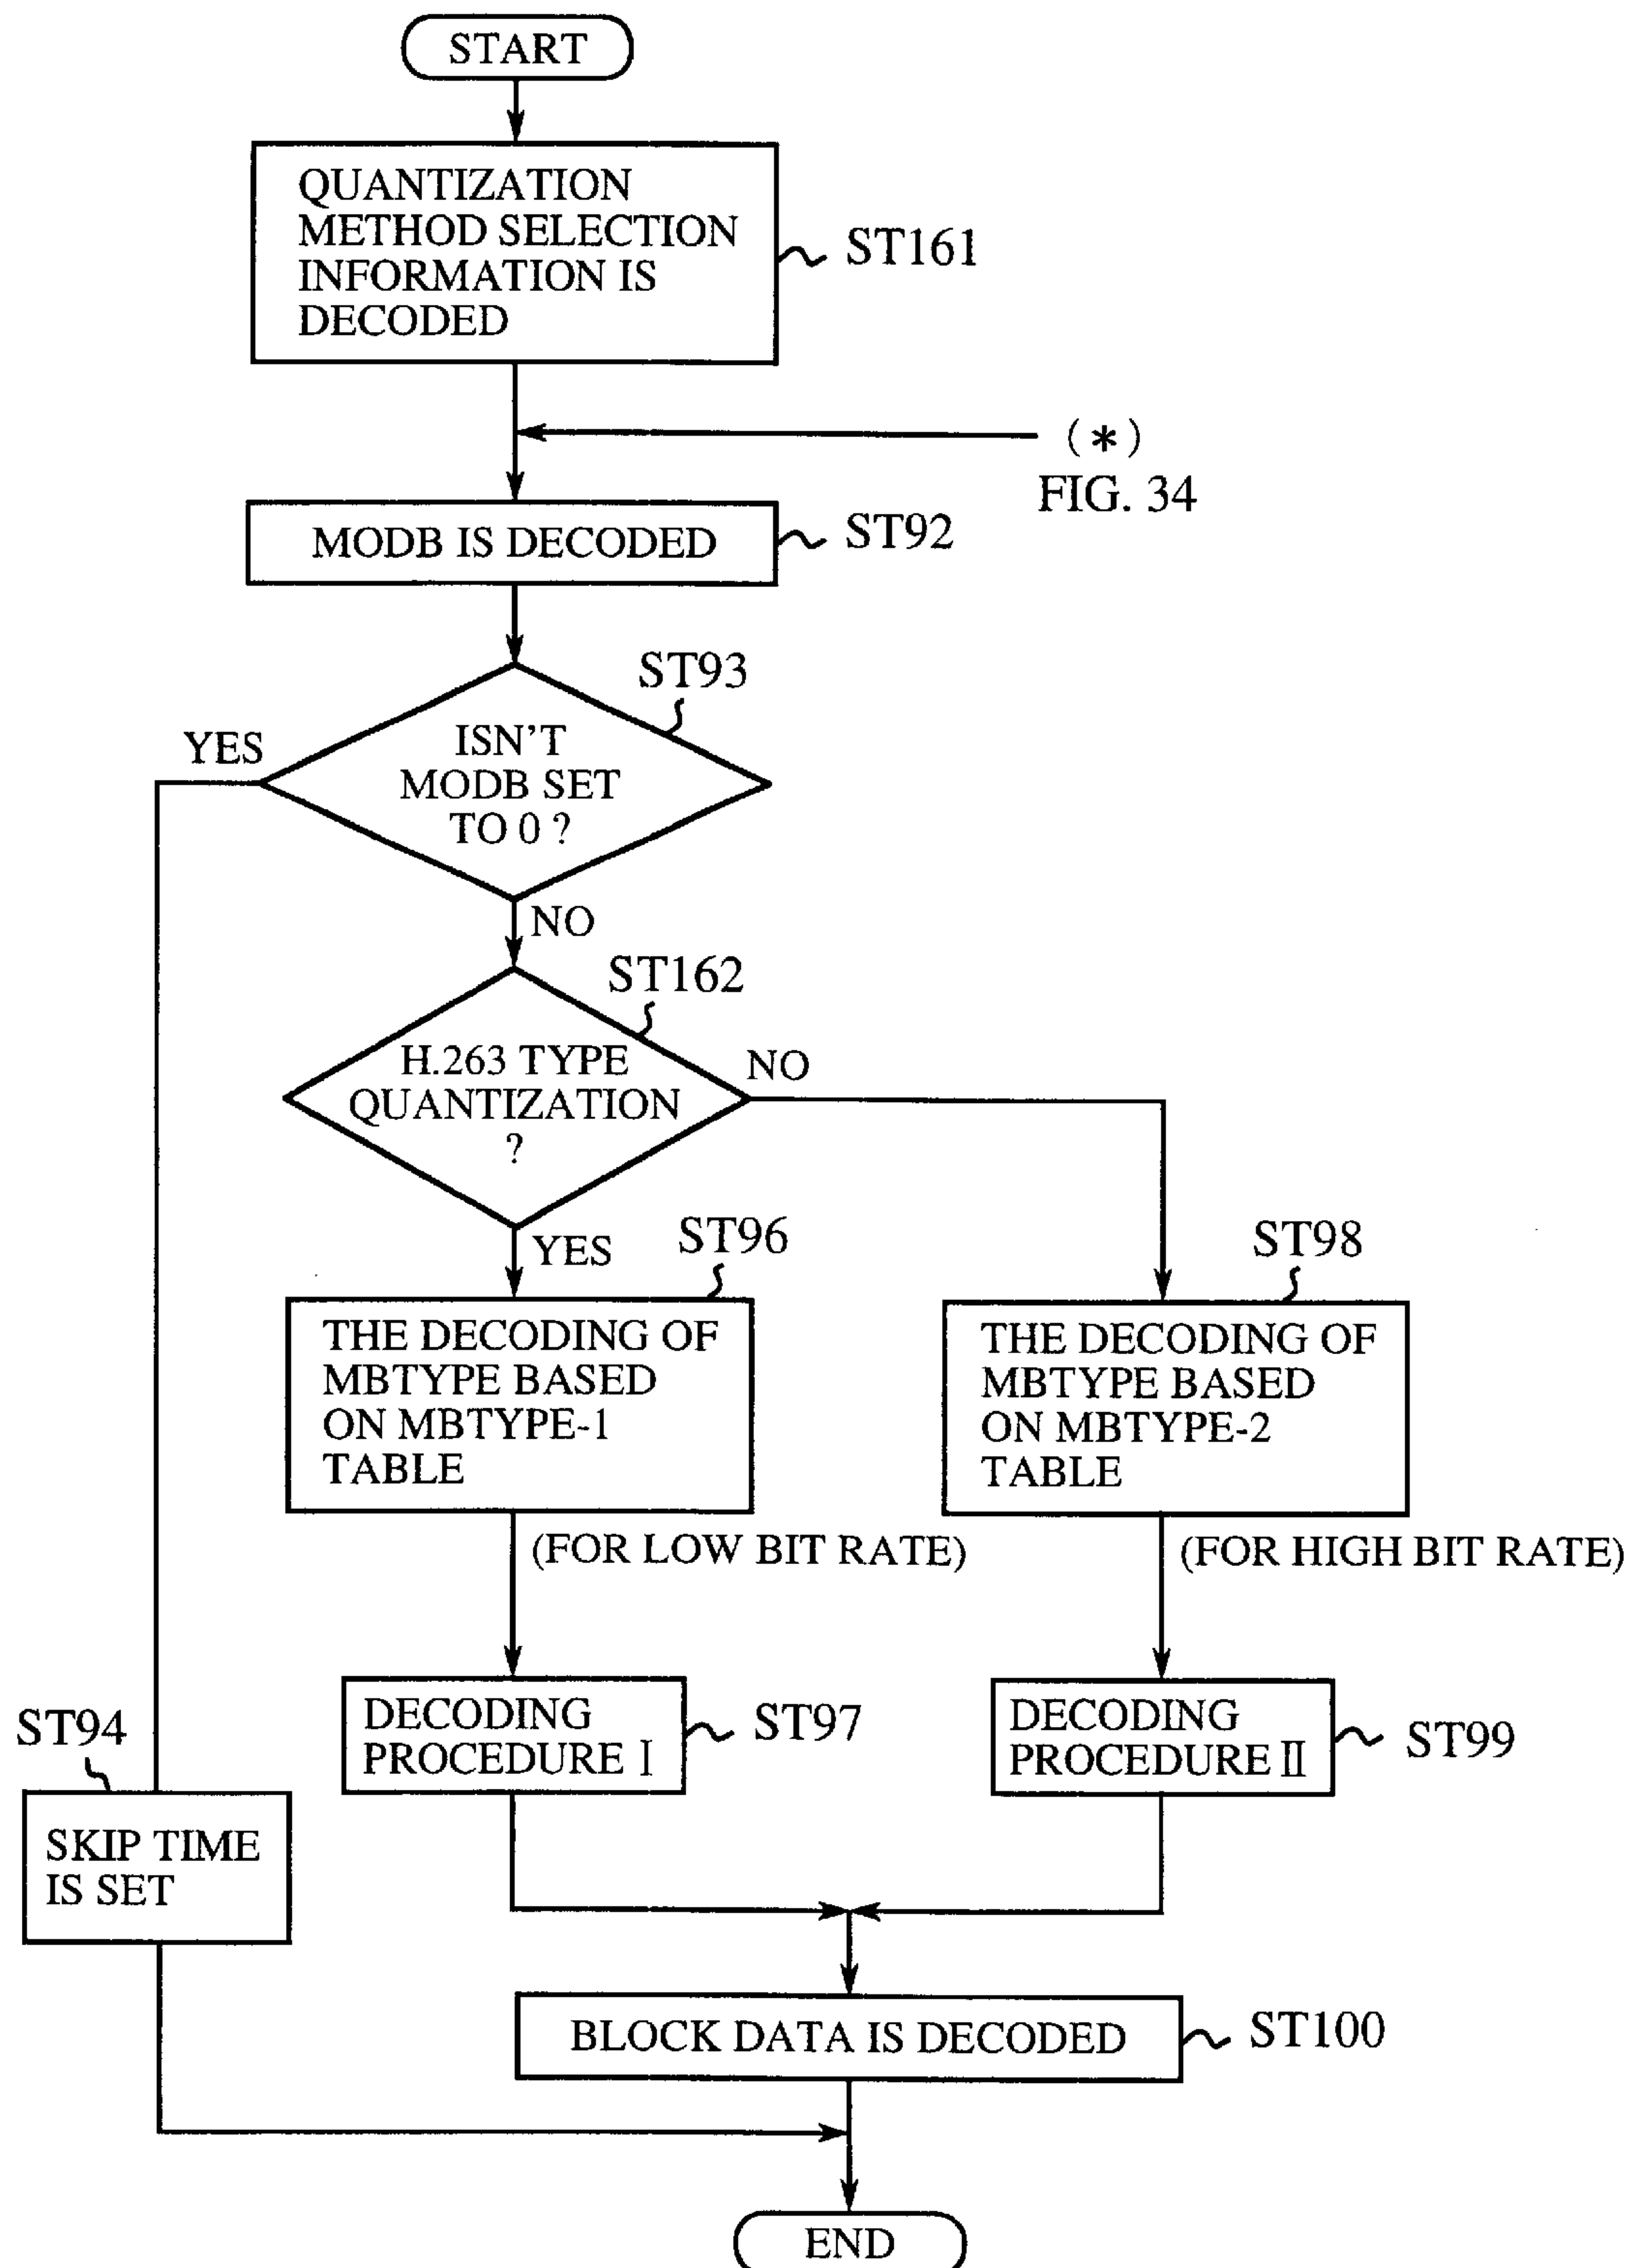 START
QUANTIZATION
METHOD SELECTION
INFORMATION IS
DECODED
ST161
(*)
FIG. 34
MODB IS DECODED
ST92
ST93
YES
ISN'T
MODB SET
TO 0 ?
NO
ST162
H.263 TYPE
QUANTIZATION
?
NO
YES
ST96
ST98
THE DECODING OF
MBTYPE BASED
ON MBTYPE-1
TABLE
THE DECODING OF
MBTYPE BASED
ON MBTYPE-2
TABLE
(FOR LOW BIT RATE)
(FOR HIGH BIT RATE)
DECODING
PROCEDURE I
ST97
DECODING
PROCEDURE II
ST99
ST94
SKIP TIME
IS SET
BLOCK DATA IS DECODED
ST100
END